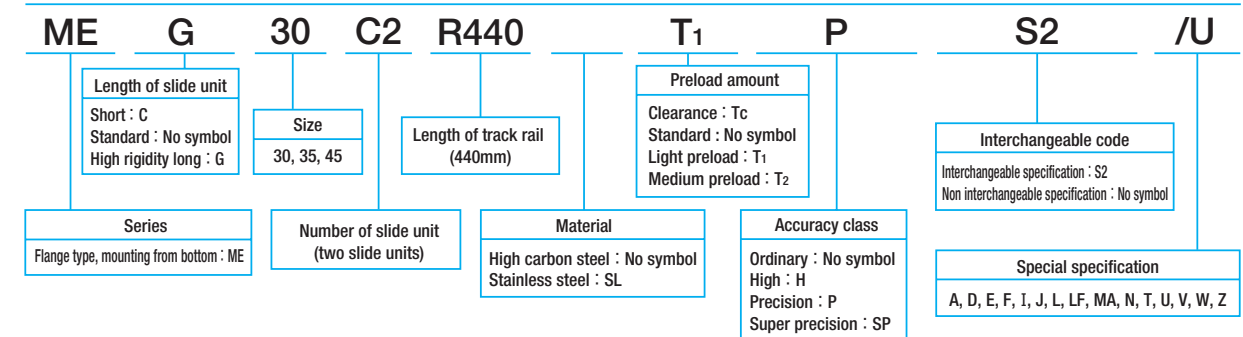 ME G 30 C2 R440 T1 P S2 /U
Length of slide unit
Short : C
Standard : No symbol
High rigidity long : G
Size
30, 35, 45
Length of track rail
(440mm)
Preload amount
Clearance : Tc
Standard : No symbol
Light preload : T1
Medium preload : T2
Interchangeable code
Interchangeable specification : S2
Non interchangeable specification : No symbol
Series
Flange type, mounting from bottom : ME
Number of slide unit
(two slide units)
Material
High carbon steel : No symbol
Stainless steel : SL
Accuracy class
Ordinary : No symbol
High : H
Precision : P
Super precision : SP
Special specification
A, D, E, F, I, J, L, LF, MA, N, T, U, V, W, Z